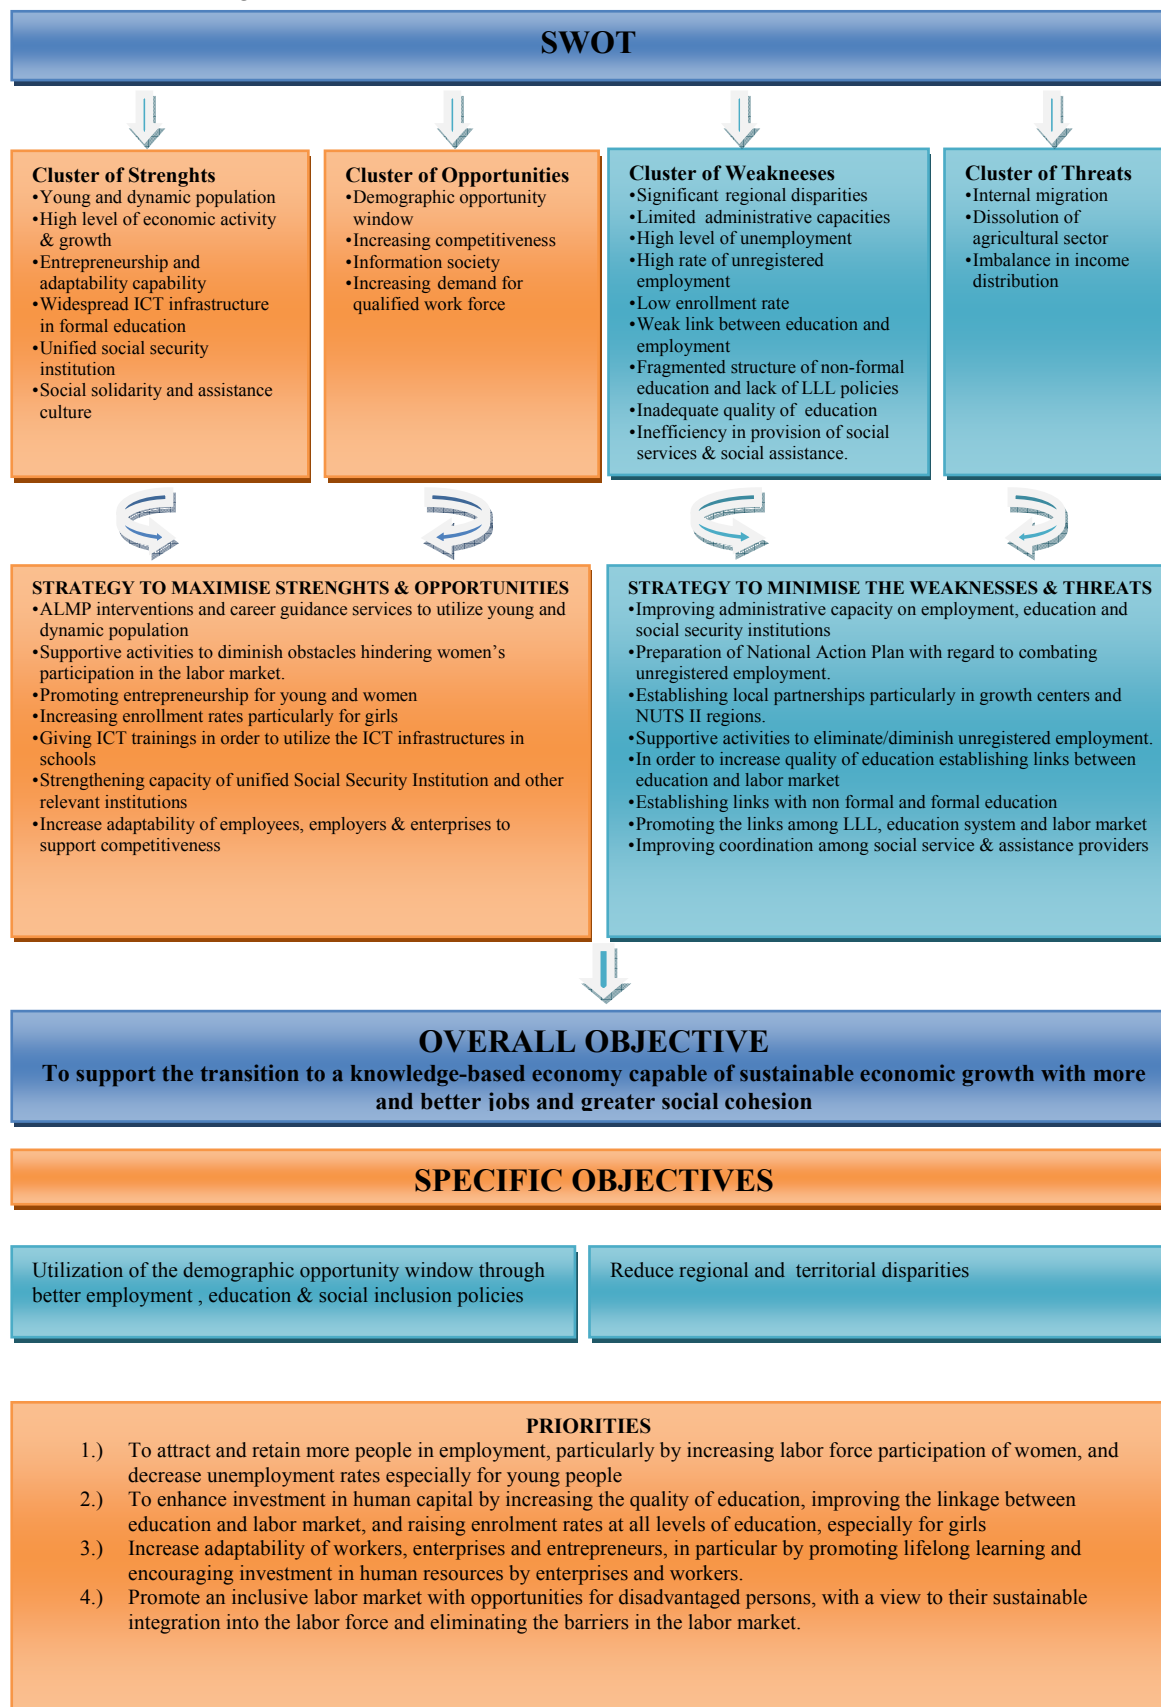 SWOT
Cluster of Strenghts
•Young and dynamic population
•High level of economic activity
& growth
•Entrepreneurship and
adaptability capability
•Widespread ICT infrastructure
in formal education
•Unified social security
institution
•Social solidarity and assistance
culture
Cluster of Opportunities
•Demographic opportunity
window
•Increasing competitiveness
•Information society
•Increasing demand for
qualified work force
Cluster of Weakneeses
•Significant regional disparities
•Limited administrative capacities
•High level of unemployment
•High rate of unregistered
employment
•Low enrollment rate
•Weak link between education and
employment
•Fragmented structure of non-formal
education and lack of LLL policies
•Inadequate quality of education
•Inefficiency in provision of social
services & social assistance.
Cluster of Threats
•Internal migration
•Dissolution of
agricultural sector
•Imbalance in income
distribution
STRATEGY TO MAXIMISE STRENGHTS & OPPORTUNITIES
•ALMP interventions and career guidance services to utilize young and
dynamic population
•Supportive activities to diminish obstacles hindering women’s
participation in the labor market.
•Promoting entrepreneurship for young and women
•Increasing enrollment rates particularly for girls
•Giving ICT trainings in order to utilize the ICT infrastructures in
schools
•Strengthening capacity of unified Social Security Institution and other
relevant institutions
•Increase adaptability of employees, employers & enterprises to
support competitiveness
STRATEGY TO MINIMISE THE WEAKNESSES & THREATS
•Improving administrative capacity on employment, education and
social security institutions
•Preparation of National Action Plan with regard to combating
unregistered employment.
•Establishing local partnerships particularly in growth centers and
NUTS II regions.
•Supportive activities to eliminate/diminish unregistered employment.
•In order to increase quality of education establishing links between
education and labor market
•Establishing links with non formal and formal education
•Promoting the links among LLL, education system and labor market
•Improving coordination among social service & assistance providers
OVERALL OBJECTIVE
To support the transition to a knowledge-based economy capable of sustainable economic growth with more
and better jobs and greater social cohesion
SPECIFIC OBJECTIVES
Utilization of the demographic opportunity window through
better employment , education & social inclusion policies
Reduce regional and territorial disparities
PRIORITIES
1.) To attract and retain more people in employment, particularly by increasing labor force participation of women, and
decrease unemployment rates especially for young people
2.) To enhance investment in human capital by increasing the quality of education, improving the linkage between
education and labor market, and raising enrolment rates at all levels of education, especially for girls
3.) Increase adaptability of workers, enterprises and entrepreneurs, in particular by promoting lifelong learning and
encouraging investment in human resources by enterprises and workers.
4.) Promote an inclusive labor market with opportunities for disadvantaged persons, with a view to their sustainable
integration into the labor force and eliminating the barriers in the labor market.